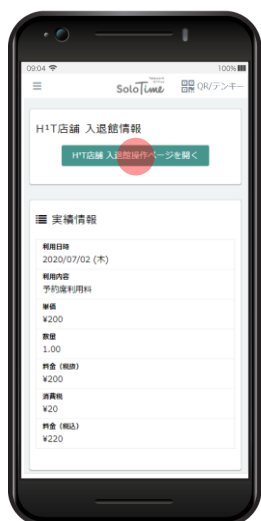 09:04 100%
SoloTime QR/テンキー
H¹T店舗 入退館情報
H¹T店舗 入退館操作ページを開く
実績情報
利用日時
2020/07/02 (木)
利用内容
予約席利用料
単価
¥200
数量
1.00
料金（税抜）
¥200
消費税
¥20
料金（税込）
¥220